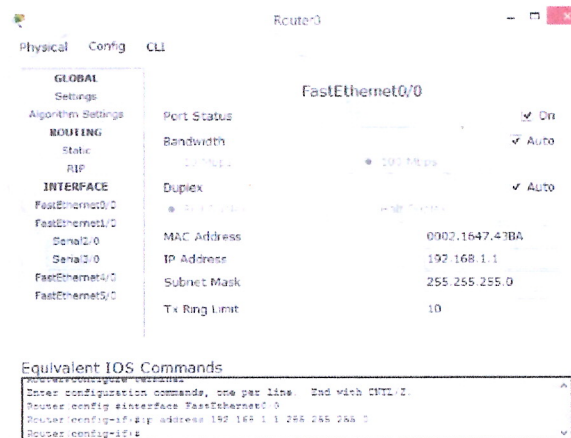 Router3
Physical Config CLI
GLOBAL
Settings
Algorithm Settings
ROUTING
Static
RIP
INTERFACE
FastEthernet0/0
FastEthernet1/0
Serial2/0
Serial3/0
FastEthernet4/0
FastEthernet5/0
FastEthernet0/0
Port Status On
Bandwidth Auto
100 Mbps
Duplex Auto
MAC Address 0002.1647.43BA
IP Address 192.168.1.1
Subnet Mask 255.255.255.0
Tx Ring Limit 10
Equivalent IOS Commands
Router#configure terminal
Enter configuration commands, one per line. End with CNTL/Z.
Router(config)#interface FastEthernet0/0
Router(config-if)#ip address 192.168.1.1 255.255.255.0
Router(config-if)#